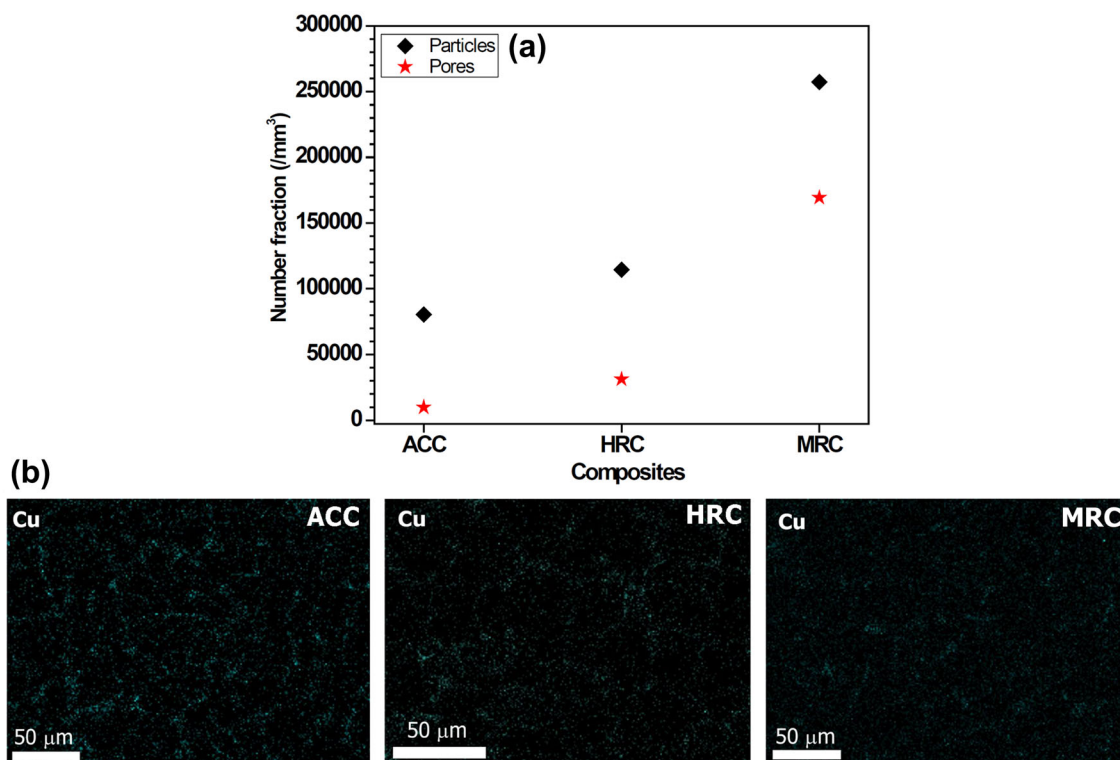 300000
(a)
Particles
Pores
250000
200000
150000
100000
50000
0
Number fraction (/mm³)
ACC
HRC
MRC
Composites
(b)
Cu
ACC
50 μm
Cu
HRC
50 μm
Cu
MRC
50 μm